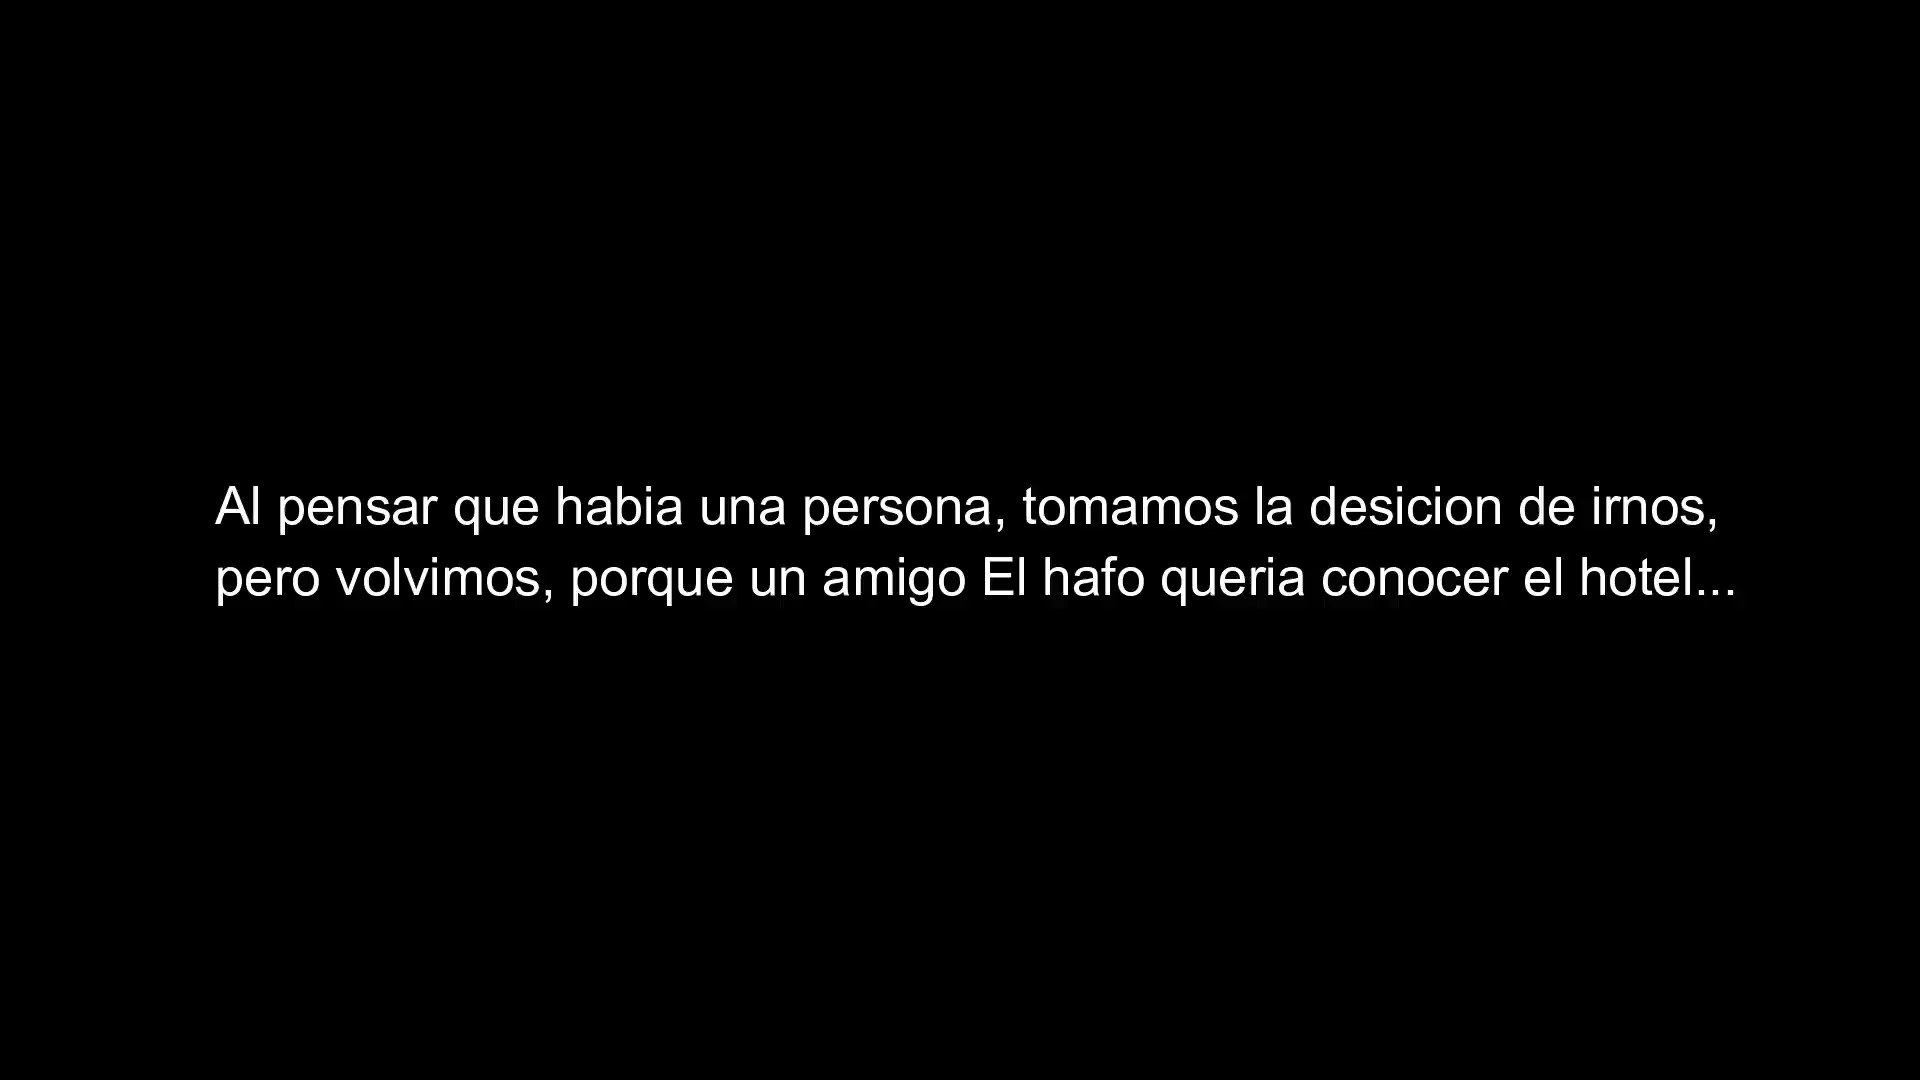 Al pensar que habia una persona, tomamos la desicion de irnos,
pero volvimos, porque un amigo El hafo queria conocer el hotel...